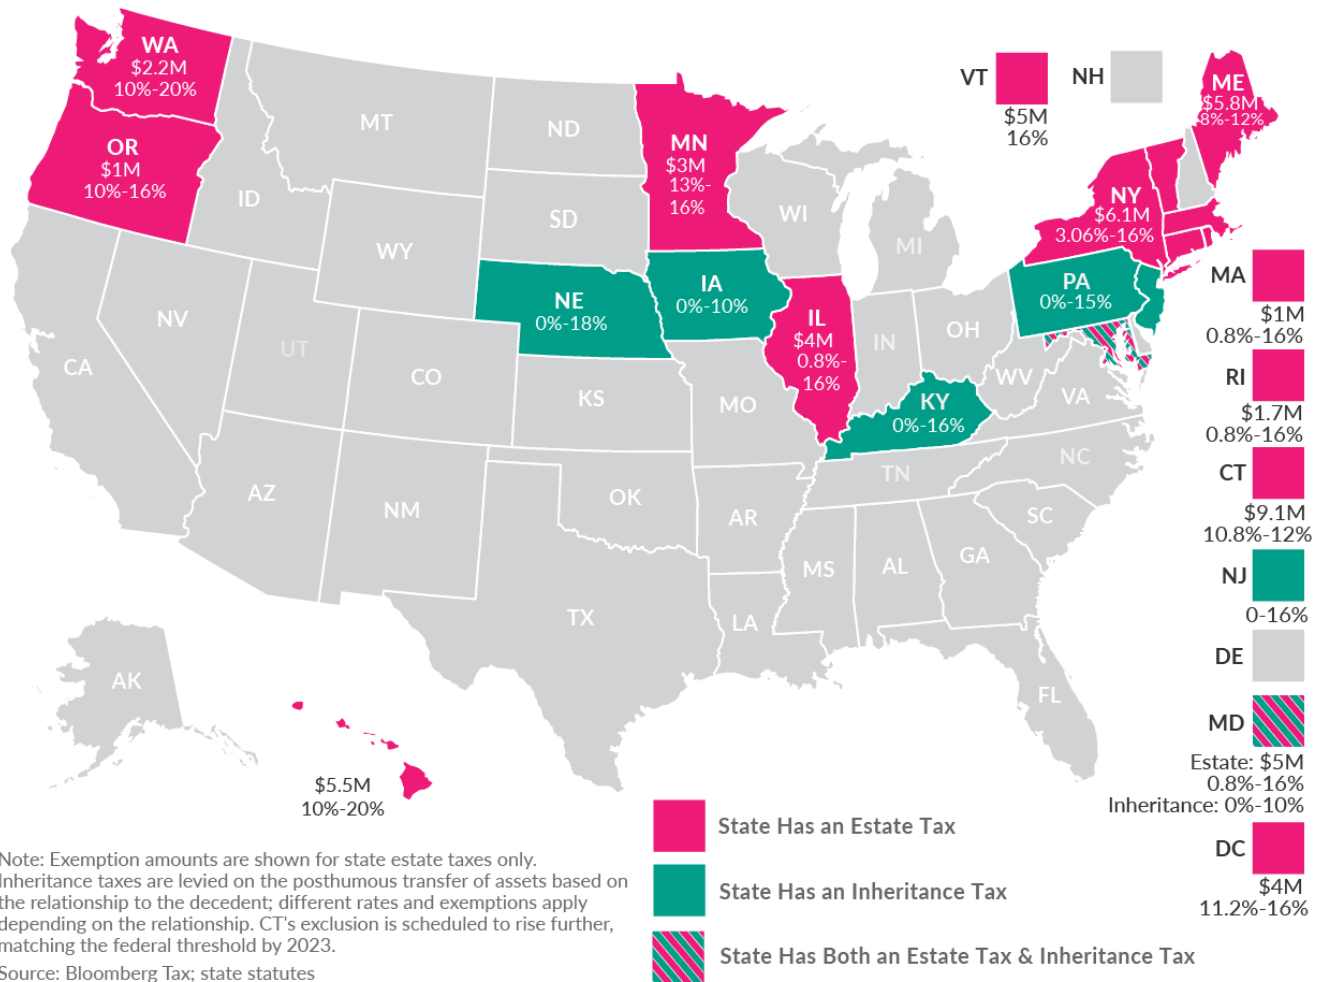 WA
$2.2M
10%-20%
OR
$1M
10%-16%
ID
MT
ND
MN
$3M
13%-
16%
VT
$5M
16%
NH
ME
$5.8M
8%-12%
NY
$6.1M
3.06%-16%
WY
SD
WI
MI
NV
UT
CA
CO
NE
0%-18%
IA
0%-10%
IL
$4M
0.8%-
16%
IN
OH
PA
0%-15%
MA
$1M
0.8%-16%
KS
MO
KY
0%-16%
WV
VA
RI
$1.7M
0.8%-16%
AZ
NM
OK
AR
TN
NC
SC
CT
$9.1M
10.8%-12%
TX
LA
MS
AL
GA
FL
NJ
0-16%
DE
MD
Estate: $5M
0.8%-16%
Inheritance: 0%-10%
DC
$4M
11.2%-16%
AK
$5.5M
10%-20%
State Has an Estate Tax
State Has an Inheritance Tax
State Has Both an Estate Tax & Inheritance Tax
Note: Exemption amounts are shown for state estate taxes only.
Inheritance taxes are levied on the posthumous transfer of assets based on
the relationship to the decedent; different rates and exemptions apply
depending on the relationship. CT's exclusion is scheduled to rise further,
matching the federal threshold by 2023.
Source: Bloomberg Tax; state statutes